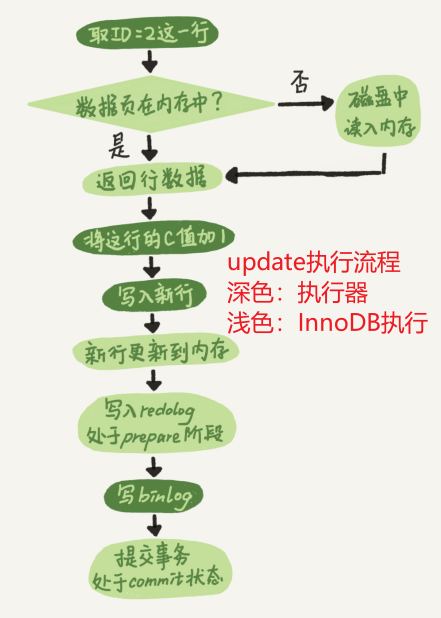 取ID=2这一行
数据页在内存中？
否
磁盘中
读入内存
是
返回行数据
将这行的C值加1
写入新行
新行更新到内存
写入redolog
处于prepare阶段
写binlog
提交事务
处于commit状态
update执行流程
深色：执行器
浅色：InnoDB执行